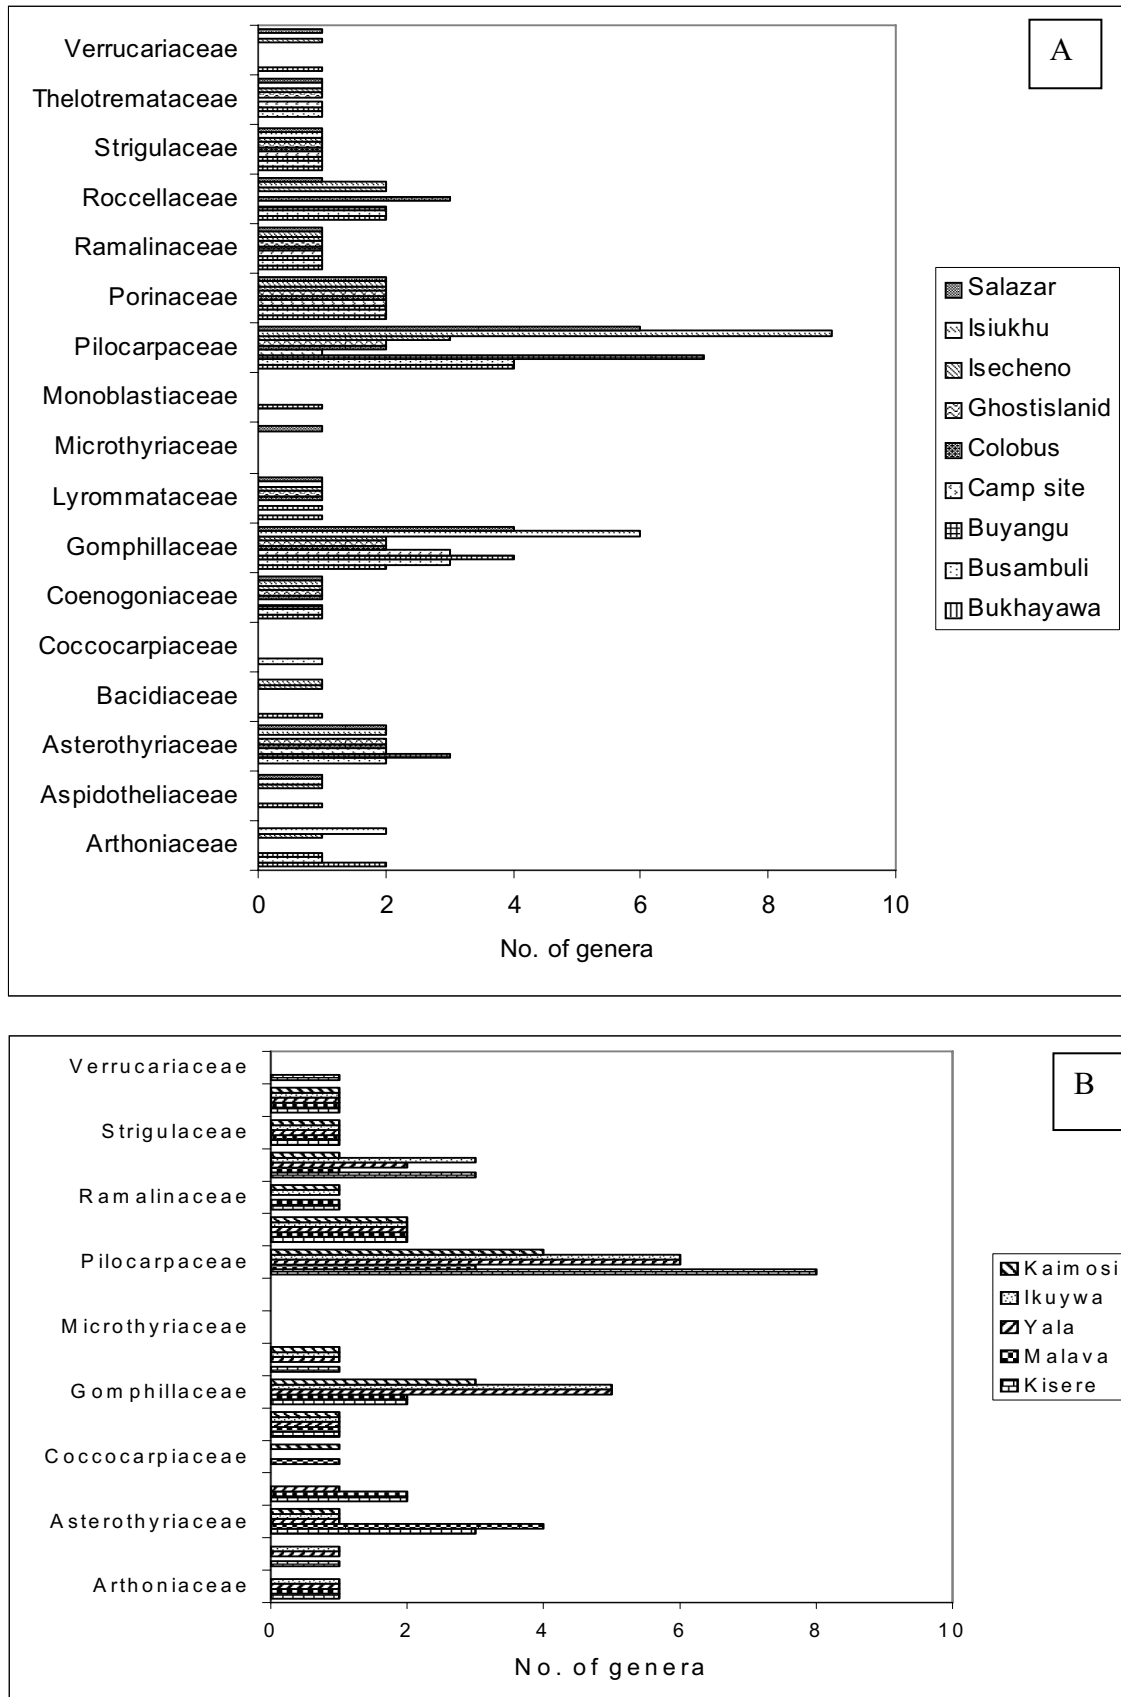 A
Verrucariaceae
Thelotremataceae
Strigulaceae
Roccellaceae
Ramalinaceae
Porinaceae
Pilocarpaceae
Monoblastiaceae
Microthyriaceae
Lyrommataceae
Gomphillaceae
Coenogoniaceae
Coccocarpiaceae
Bacidiaceae
Asterothyriaceae
Aspidotheliaceae
Arthoniaceae
0 2 4 6 8 10
No. of genera
Salazar
Isiukhu
Isecheno
Ghostislanid
Colobus
Camp site
Buyangu
Busambuli
Bukhayawa
B
Verrucariaceae
Strigulaceae
Ramalinaceae
Pilocarpaceae
Microthyriaceae
Gomphillaceae
Coccocarpiaceae
Asterothyriaceae
Arthoniaceae
0 2 4 6 8 10
No. of genera
Kaimosi
Ikuywa
Yala
Malava
Kisere